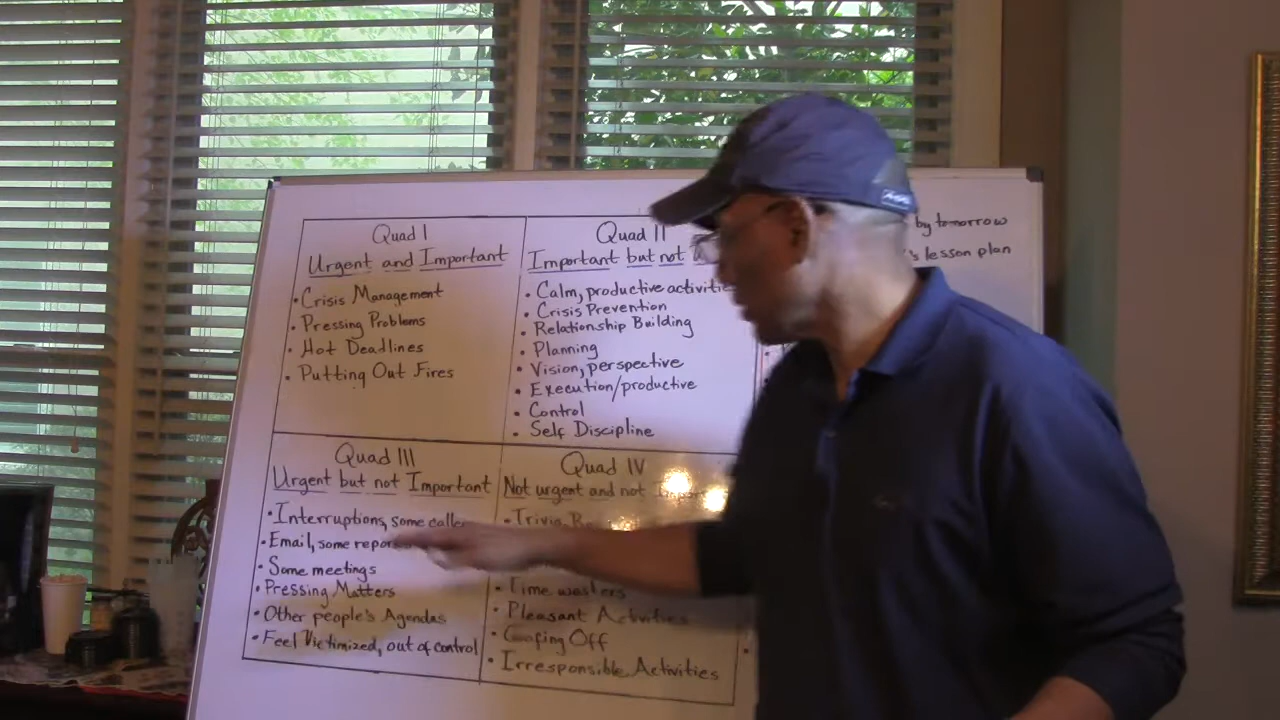 Quad I
Urgent and Important
• Crisis Management
• Pressing Problems
• Hot Deadlines
• Putting Out Fires
Quad II
Important but not
• Calm, productive activitie
• Crisis Prevention
• Relationship Building
• Planning
• Vision, perspective
• Execution/productive
• Control
• Self Discipline
Quad III
Urgent but not Important
• Interruptions, some
• Email, some
• Some meetings
• Pressing Matters
• Other people's Agendas
• Feel Victimized, out of control
Quad IV
Not urgent and not
• Trivia
• Time wasters
• Pleasant Activities
• Goofing Off
• Irresponsible Activities
by tomorrow
's lesson plan